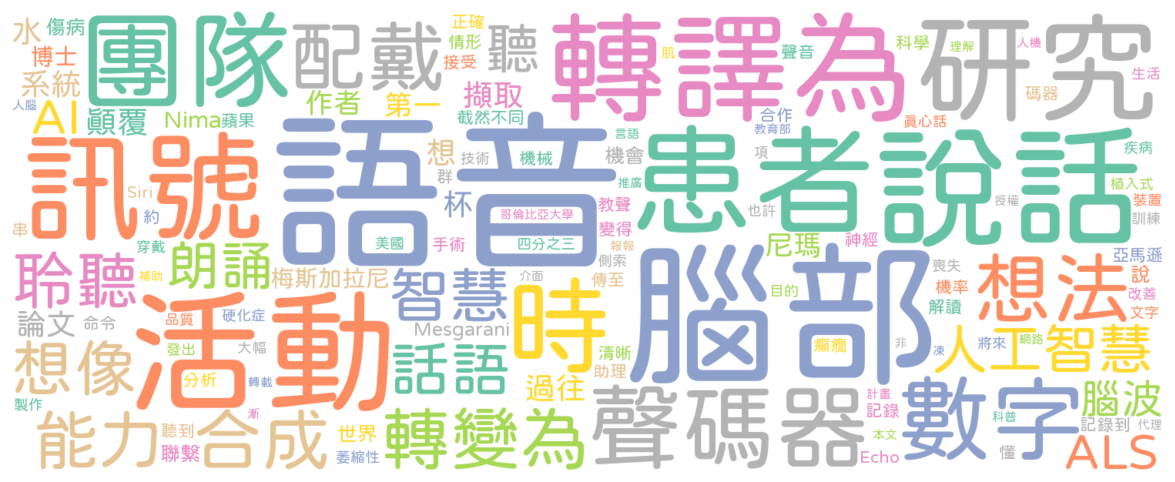 水
傷病
團隊
配戴
聽
正確
情形
接受
轉譯為
肌
聲音
科學
理解
研究
人機
生活
博士
系統
人腦
AI
顛覆
Nima
蘋果
作者
第一
擷取
截然不同
合作
教育部
碼器
眞心話
訊號
Siri
串
約
穿戴
語音
想
群
技術
機械
機會
杯
哥倫比亞大學
美國
手術
四分之三
言語
推廣
教聲
變得
報報
側索
患者
項
也許
說話
授權
疾病
植入式
裝置
訓練
聆聽
補助
朗誦
梅斯加拉尼
智慧
介面
傳至
時
腦部
尼瑪
神經
目的
喪失
機率
解讀
想法
亞馬遜
說
改善
文字
論文
命令
活動
品質
發出
硬化症
大幅
分析
轉載
Mesgarani
話語
清晰
助理
過往
癲癇
非
凍
將來
網路
人工智慧
想像
製作
能力
漸
聽到
聯繫
合成
世界
萎縮性
轉變為
聲碼器
計畫
記錄
本文
Echo
數字
科普
懂
腦波
記錄到
代理
ALS